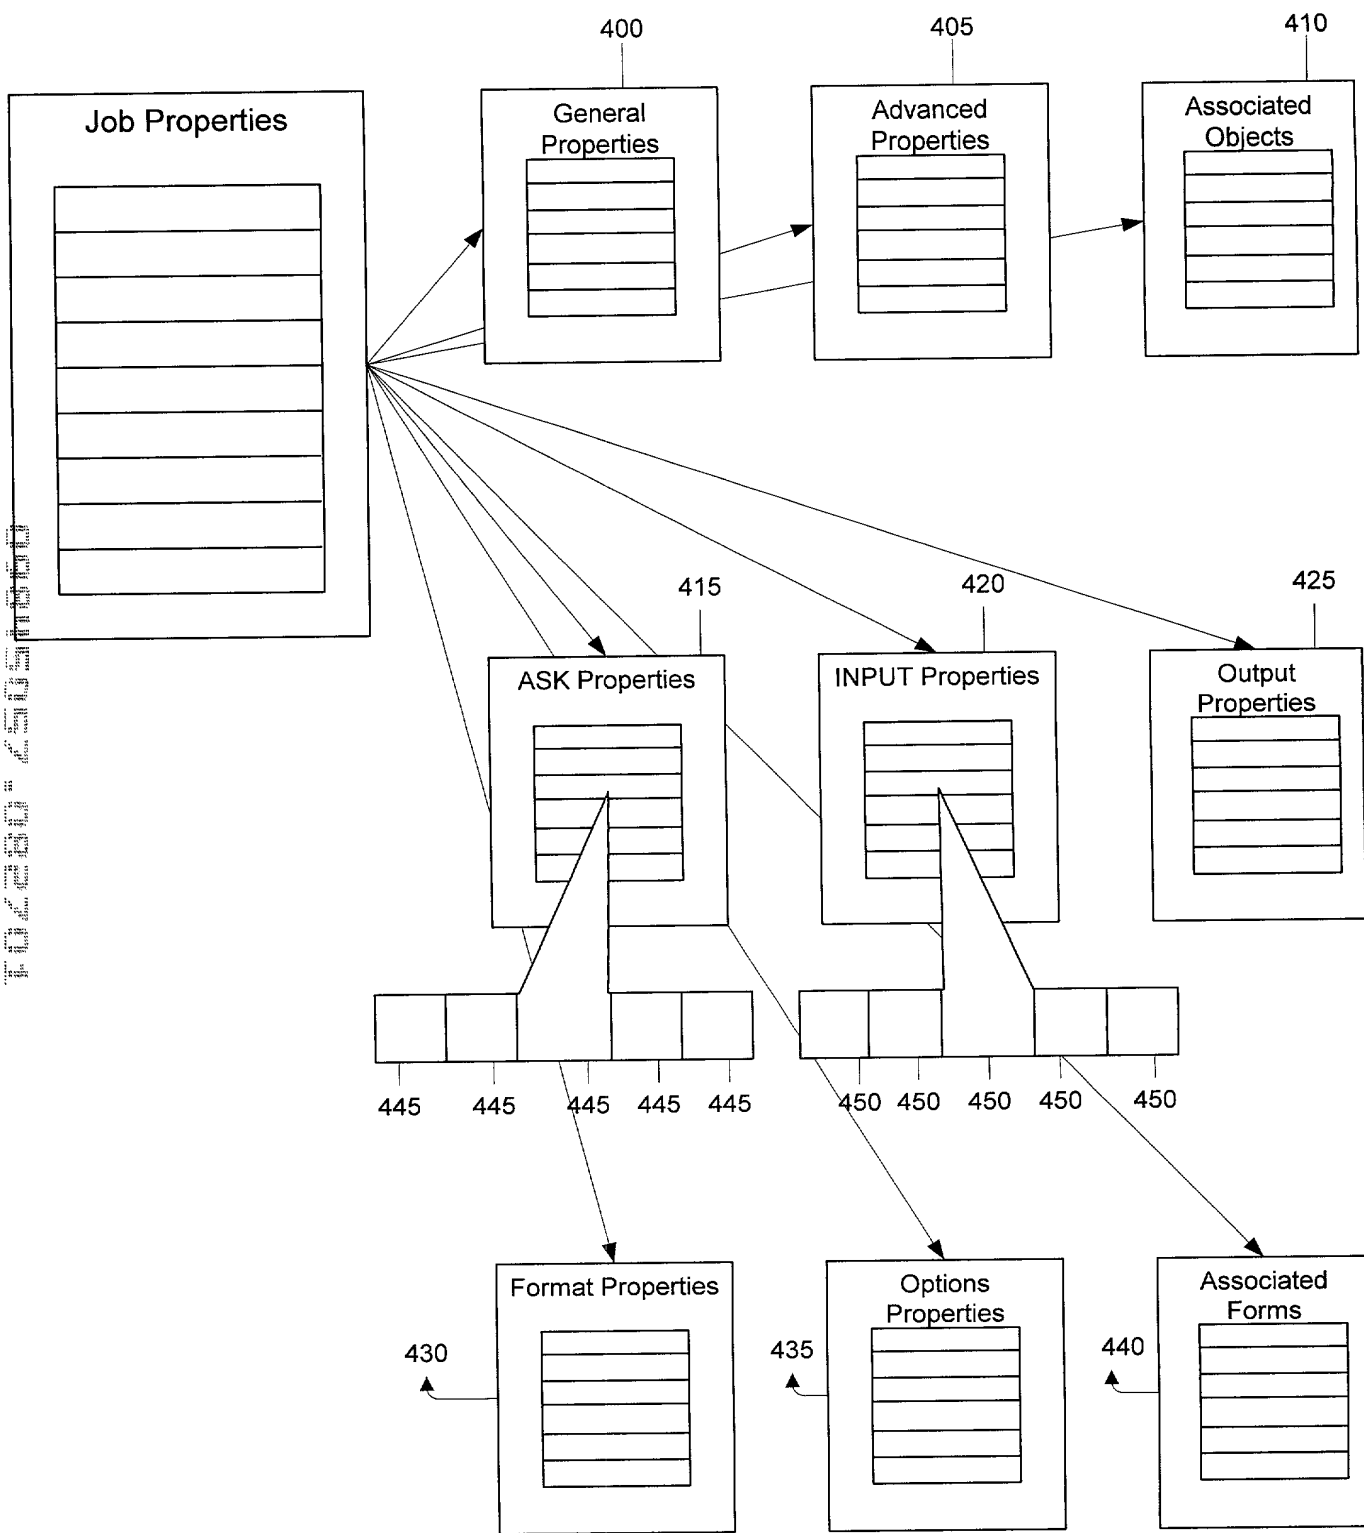 400
405
410
Job Properties
General
Properties
Advanced
Properties
Associated
Objects
415
420
425
ASK Properties
INPUT Properties
Output
Properties
445 445 445 445 445
450 450 450 450 450
Format Properties
Options
Properties
Associated
Forms
430
435
440